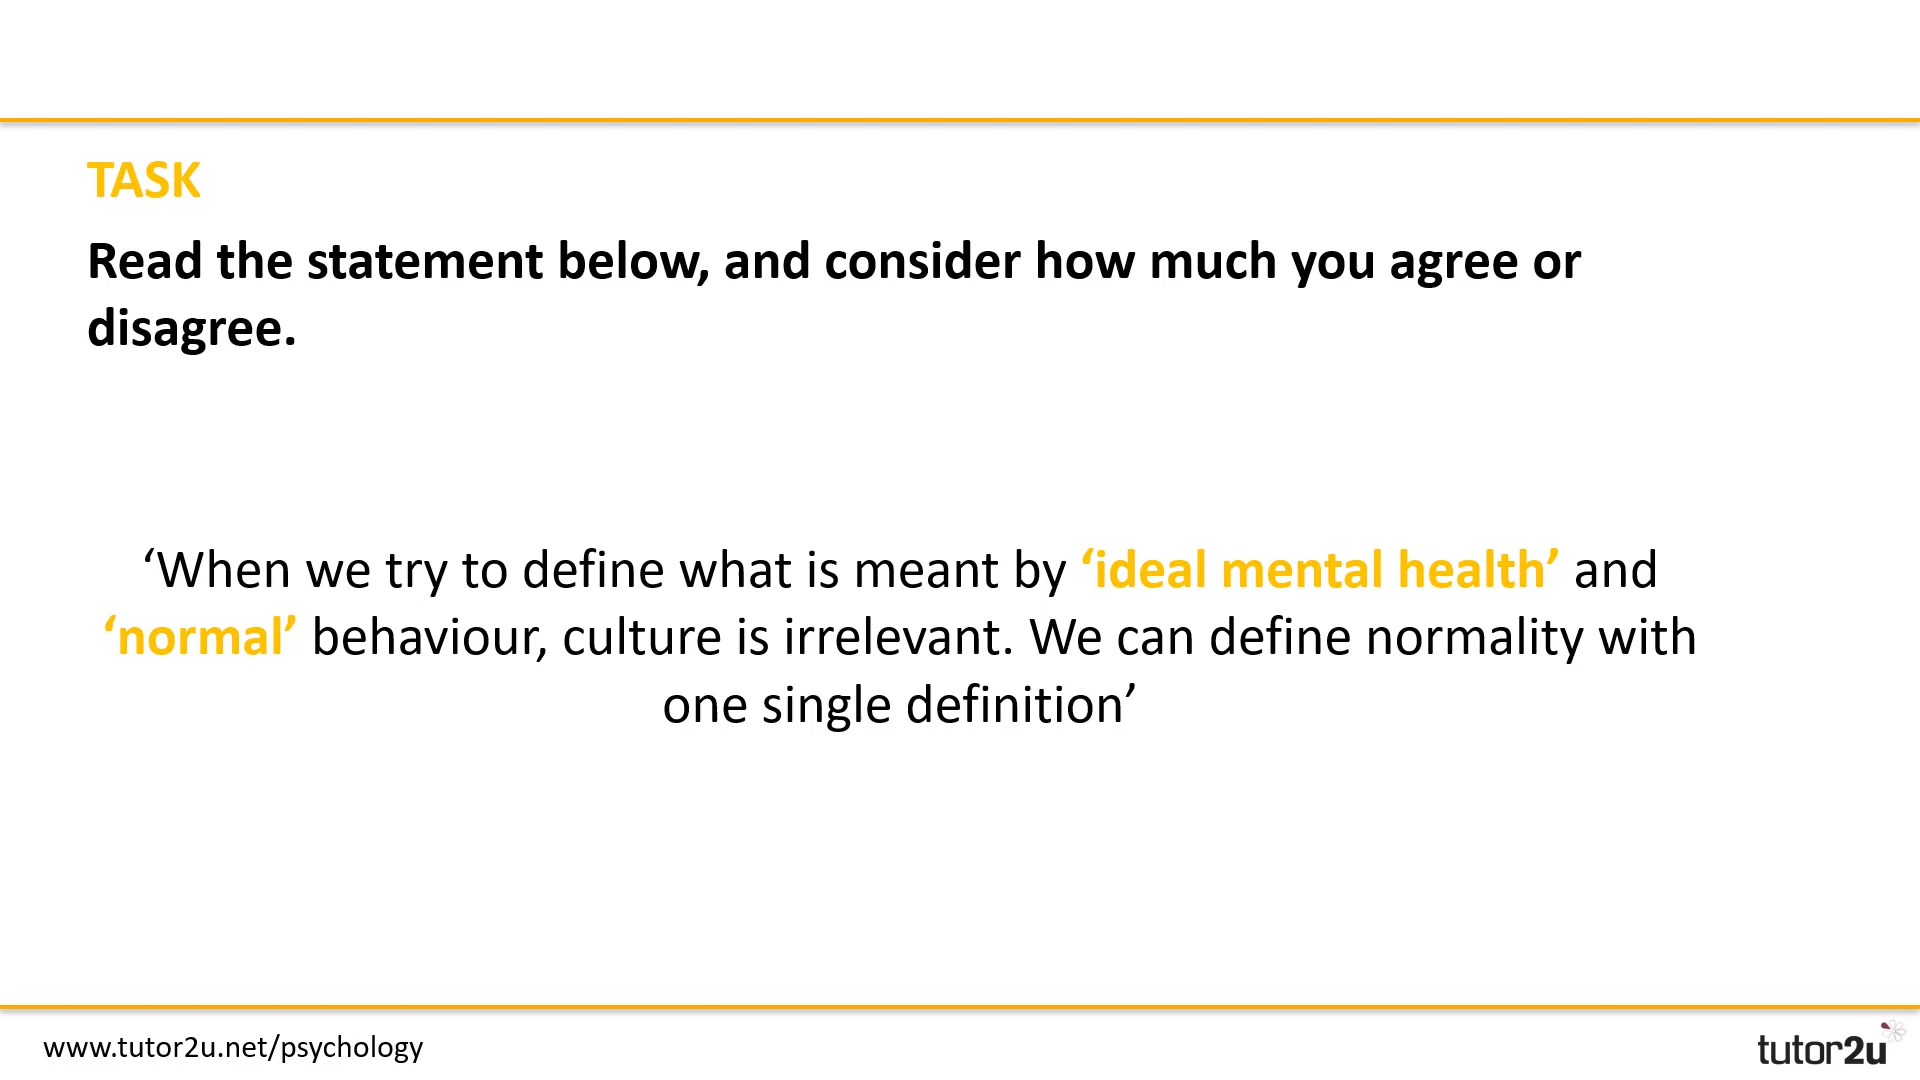 TASK
Read the statement below, and consider how much you agree or
disagree.
‘When we try to define what is meant by ‘ideal mental health’ and
‘normal’ behaviour, culture is irrelevant. We can define normality with
one single definition’
www.tutor2u.net/psychology
tutor2u